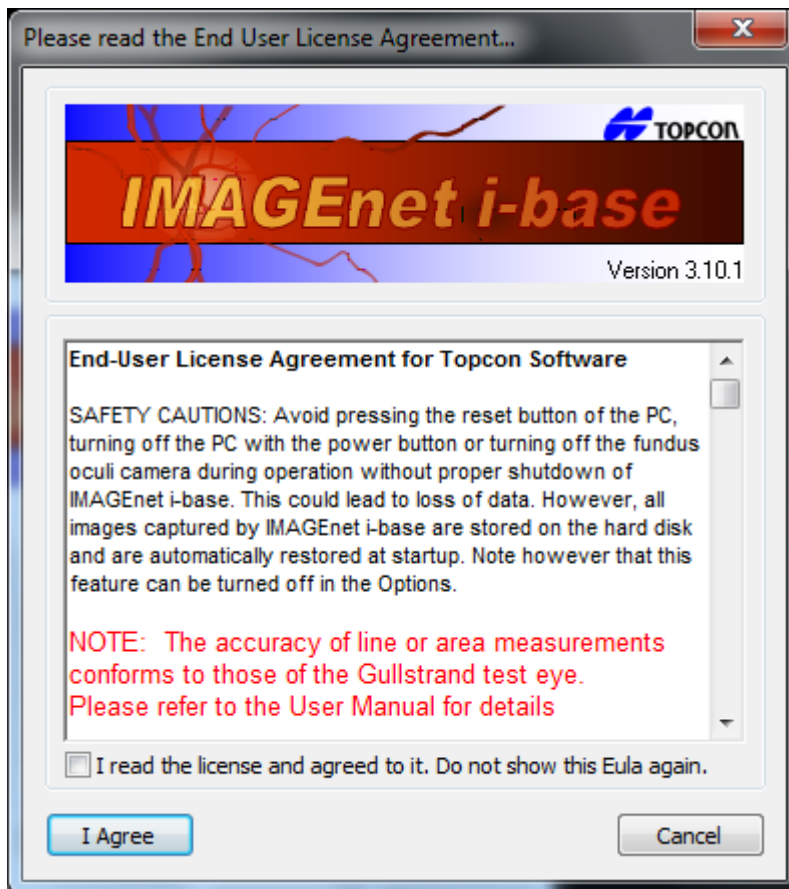 Please read the End User License Agreement...
TOPCON
IMAGEnet i-base
Version 3.10.1
End-User License Agreement for Topcon Software
SAFETY CAUTIONS: Avoid pressing the reset button of the PC,
turning off the PC with the power button or turning off the fundus
oculi camera during operation without proper shutdown of
IMAGEnet i-base. This could lead to loss of data. However, all
images captured by IMAGEnet i-base are stored on the hard disk
and are automatically restored at startup. Note however that this
feature can be turned off in the Options.
NOTE: The accuracy of line or area measurements
conforms to those of the Gullstrand test eye.
Please refer to the User Manual for details
I read the license and agreed to it. Do not show this Eula again.
I Agree
Cancel